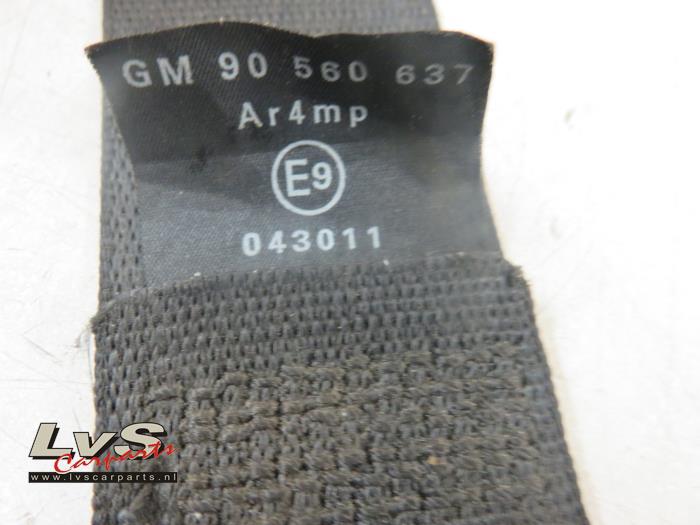 GM 90 560 637
Ar4mp
E9
043011
LvS
Carparts
www.lvscarparts.nl